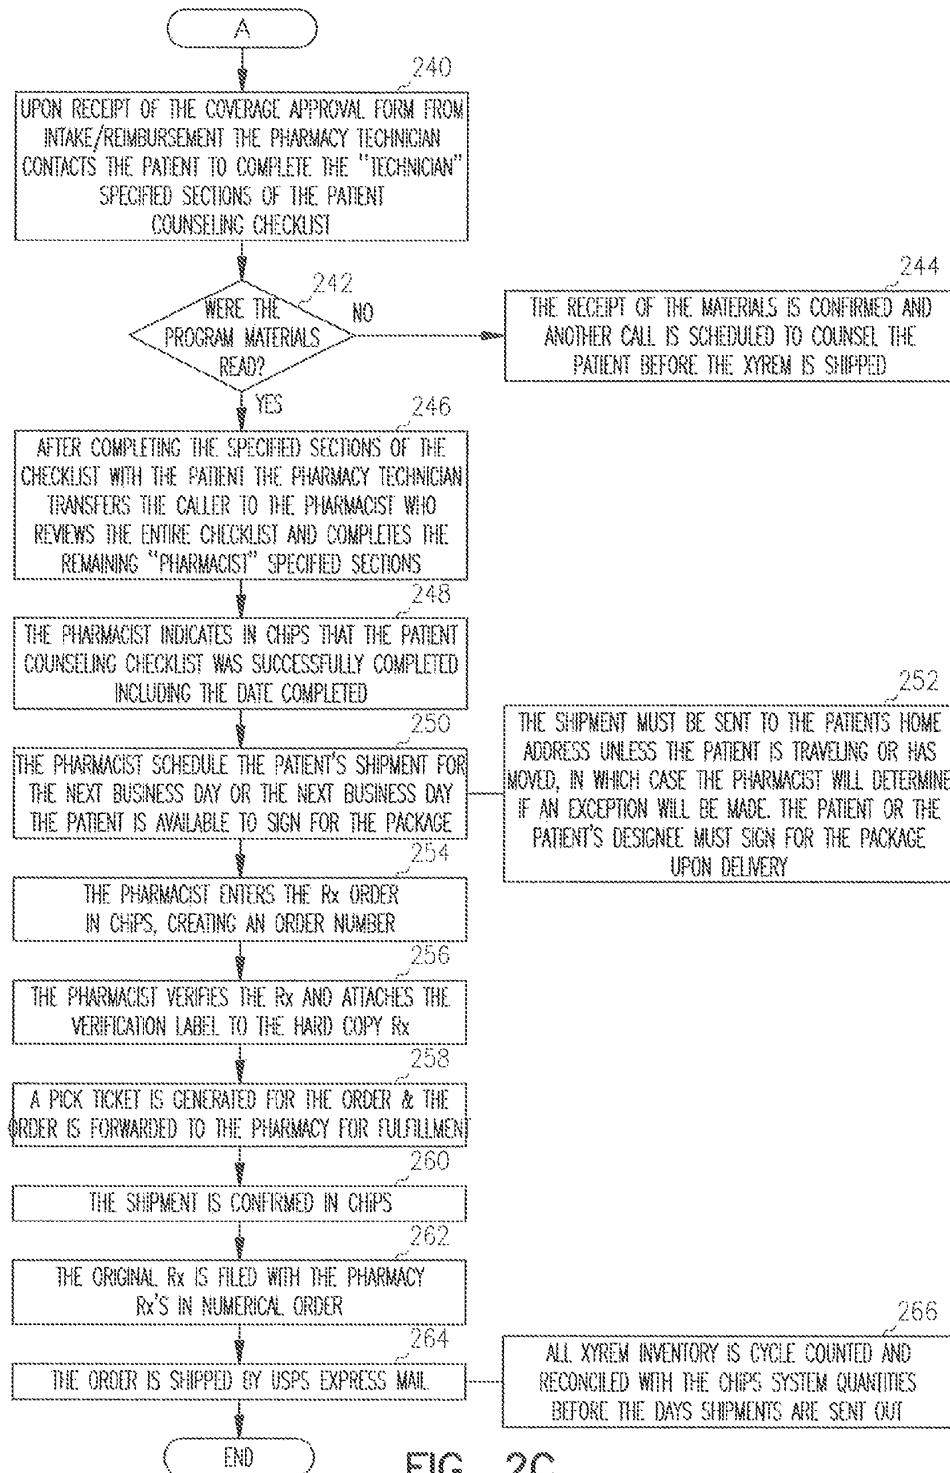 A
240
UPON RECEIPT OF THE COVERAGE APPROVAL FORM FROM
INTAKE/REIMBURSEMENT THE PHARMACY TECHNICIAN
CONTACTS THE PATIENT TO COMPLETE THE "TECHNICIAN"
SPECIFIED SECTIONS OF THE PATIENT
COUNSELING CHECKLIST
242
WERE THE
PROGRAM MATERIALS
READ?
NO
244
THE RECEIPT OF THE MATERIALS IS CONFIRMED AND
ANOTHER CALL IS SCHEDULED TO COUNSEL THE
PATIENT BEFORE THE XYREM IS SHIPPED
YES
246
AFTER COMPLETING THE SPECIFIED SECTIONS OF THE
CHECKLIST WITH THE PATIENT THE PHARMACY TECHNICIAN
TRANSFERS THE CALLER TO THE PHARMACIST WHO
REVIEWS THE ENTIRE CHECKLIST AND COMPLETES THE
REMAINING "PHARMACIST" SPECIFIED SECTIONS
248
THE PHARMACIST INDICATES IN CHiPS THAT THE PATIENT
COUNSELING CHECKLIST WAS SUCCESSFULLY COMPLETED
INCLUDING THE DATE COMPLETED
250
THE PHARMACIST SCHEDULE THE PATIENT'S SHIPMENT FOR
THE NEXT BUSINESS DAY OR THE NEXT BUSINESS DAY
THE PATIENT IS AVAILABLE TO SIGN FOR THE PACKAGE
252
THE SHIPMENT MUST BE SENT TO THE PATIENTS HOME
ADDRESS UNLESS THE PATIENT IS TRAVELING OR HAS
MOVED, IN WHICH CASE THE PHARMACIST WILL DETERMINE
IF AN EXCEPTION WILL BE MADE. THE PATIENT OR THE
PATIENT'S DESIGNEE MUST SIGN FOR THE PACKAGE
UPON DELIVERY
254
THE PHARMACIST ENTERS THE Rx ORDER
IN CHiPS, CREATING AN ORDER NUMBER
256
THE PHARMACIST VERIFIES THE Rx AND ATTACHES THE
VERIFICATION LABEL TO THE HARD COPY Rx
258
A PICK TICKET IS GENERATED FOR THE ORDER & THE
ORDER IS FORWARDED TO THE PHARMACY FOR FULFILLMENT
260
THE SHIPMENT IS CONFIRMED IN CHiPS
262
THE ORIGINAL Rx IS FILED WITH THE PHARMACY
Rx'S IN NUMERICAL ORDER
264
THE ORDER IS SHIPPED BY USPS EXPRESS MAIL
266
ALL XYREM INVENTORY IS CYCLE COUNTED AND
RECONCILED WITH THE CHiPS SYSTEM QUANTITIES
BEFORE THE DAYS SHIPMENTS ARE SENT OUT
END
FIG. 2C